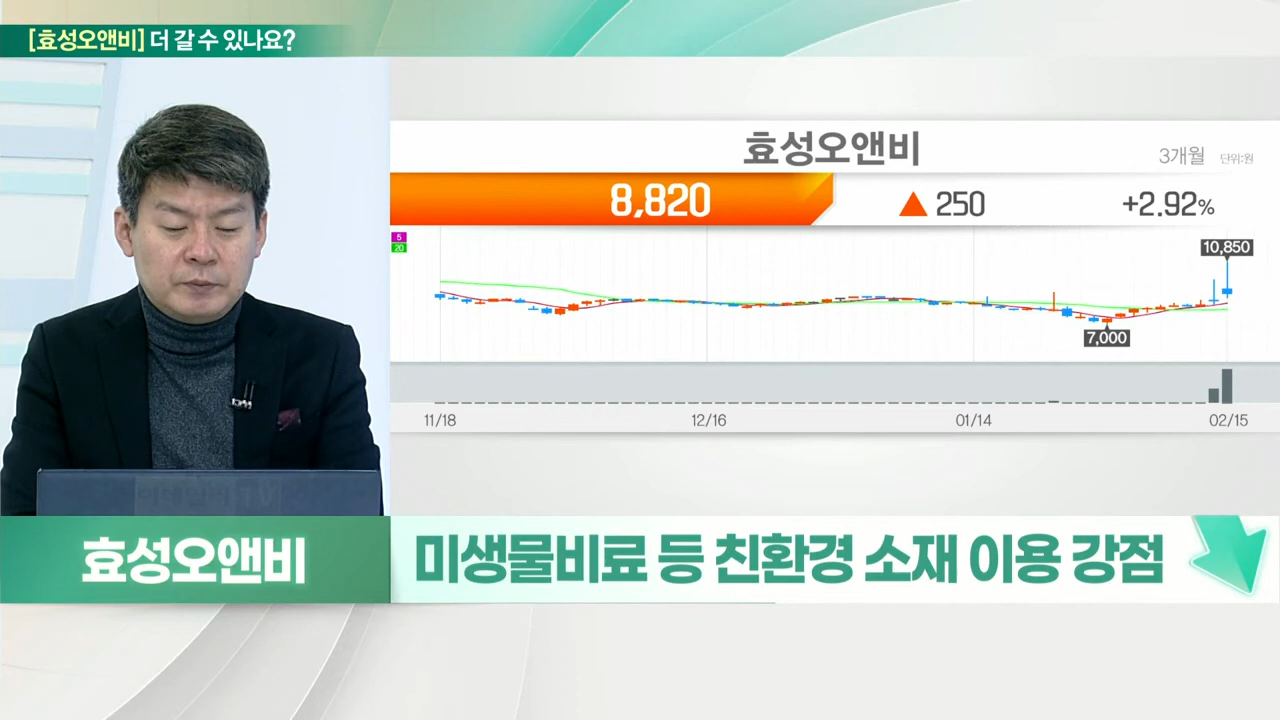 [효성오앤비] 더 갈 수 있나요?
효성오앤비
3개월 단위:원
8,820 ▲ 250 +2.92%
5
20
10,850
7,000
11/18 12/16 01/14 02/15
효성오앤비 미생물비료 등 친환경 소재 이용 강점